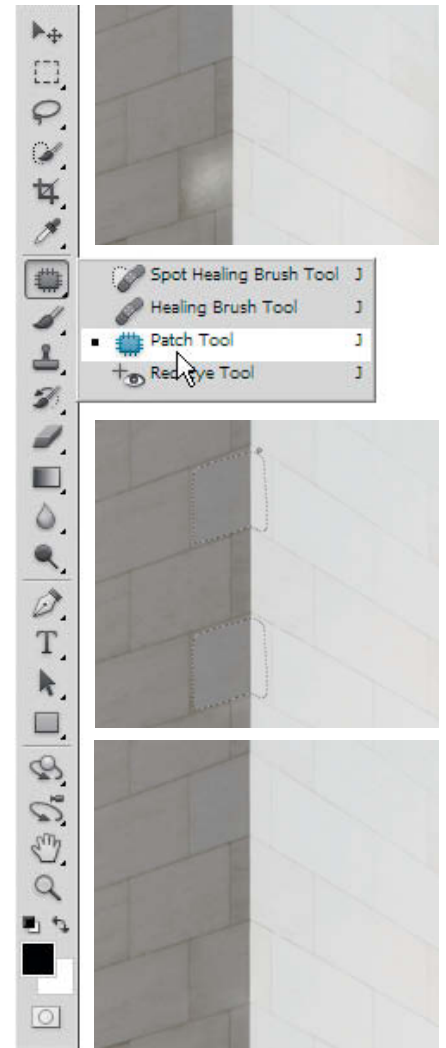 Spot Healing Brush Tool J
Healing Brush Tool J
Patch Tool J
Red Eye Tool J
T